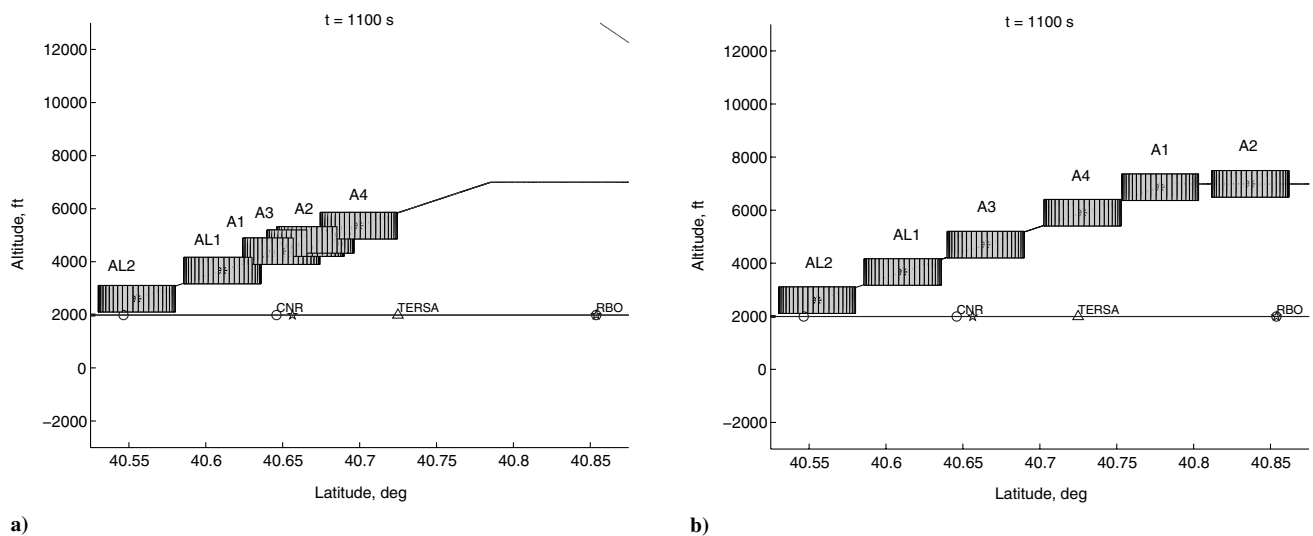 t = 1100 s
12000
10000
8000
6000
4000
2000
0
−2000
Altitude, ft
AL2
AL1
A1
A3
A2
A4
CNR
TERSA
RBO
40.55
40.6
40.65
40.7
40.75
40.8
40.85
Latitude, deg
a)
t = 1100 s
12000
10000
8000
6000
4000
2000
0
−2000
Altitude, ft
AL2
AL1
A3
A4
A1
A2
CNR
TERSA
RBO
40.55
40.6
40.65
40.7
40.75
40.8
40.85
Latitude, deg
b)